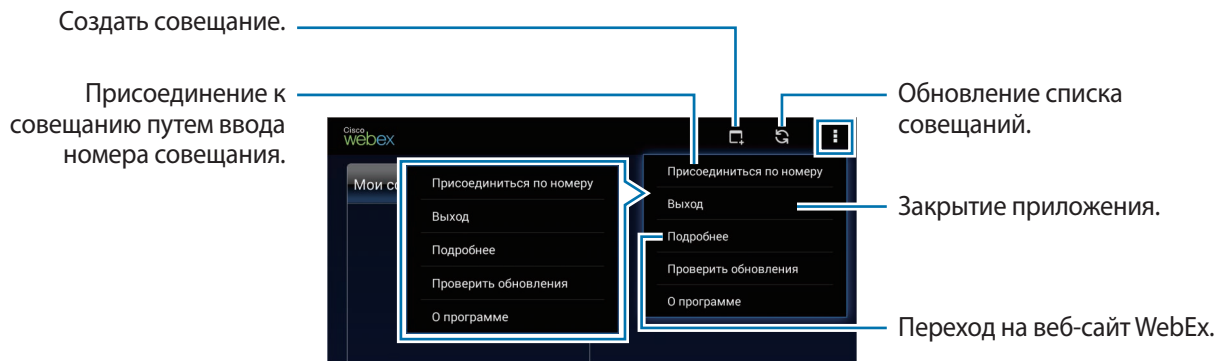 Создать совещание.
Присоединение к
совещанию путем ввода
номера совещания.
Обновление списка
совещаний.
Cisco
webex
Мои со
Присоединиться по номеру
Выход
Подробнее
Проверить обновления
О программе
Присоединиться по номеру
Выход
Подробнее
Проверить обновления
О программе
Закрытие приложения.
Переход на веб-сайт WebEx.